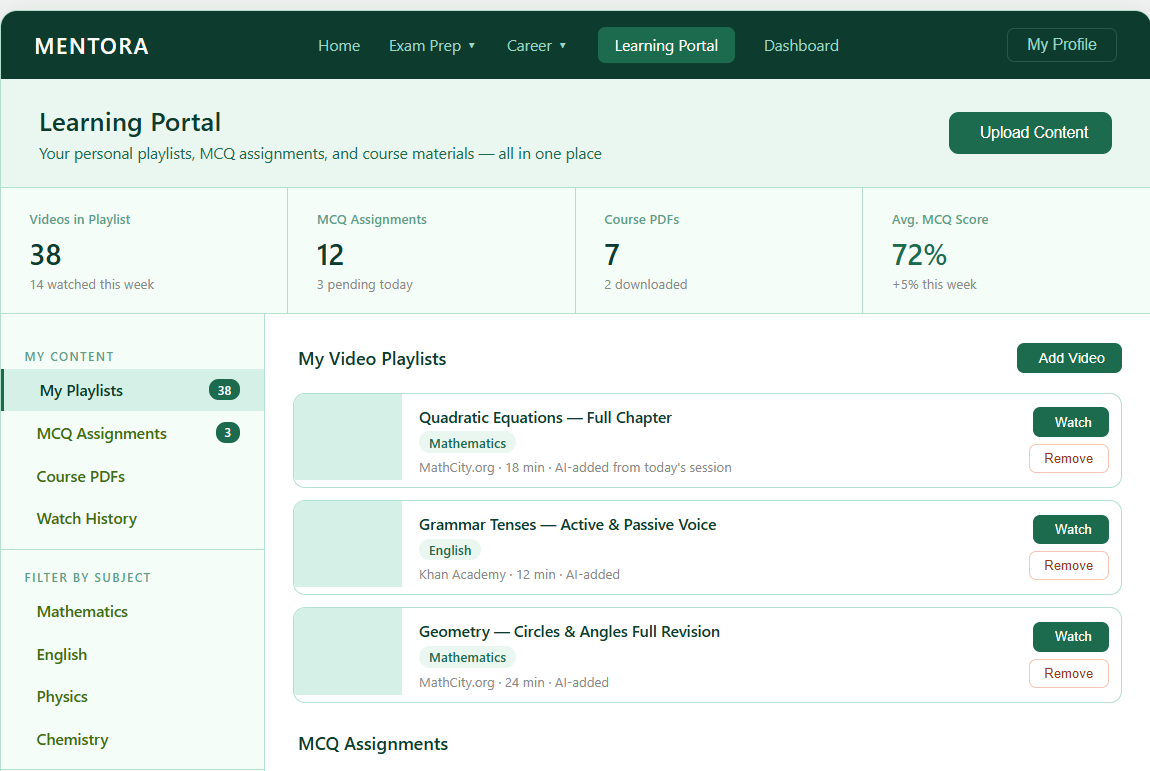 MENTORA
Home
Exam Prep ▼
Career ▼
Learning Portal
Dashboard
My Profile
Learning Portal
Your personal playlists, MCQ assignments, and course materials — all in one place
Upload Content
Videos in Playlist
38
14 watched this week
MCQ Assignments
12
3 pending today
Course PDFs
7
2 downloaded
Avg. MCQ Score
72%
+5% this week
MY CONTENT
My Playlists 38
MCQ Assignments 3
Course PDFs
Watch History
FILTER BY SUBJECT
Mathematics
English
Physics
Chemistry
My Video Playlists
Add Video
Quadratic Equations — Full Chapter
Mathematics
MathCity.org · 18 min · AI-added from today's session
Watch
Remove
Grammar Tenses — Active & Passive Voice
English
Khan Academy · 12 min · AI-added
Watch
Remove
Geometry — Circles & Angles Full Revision
Mathematics
MathCity.org · 24 min · AI-added
Watch
Remove
MCQ Assignments